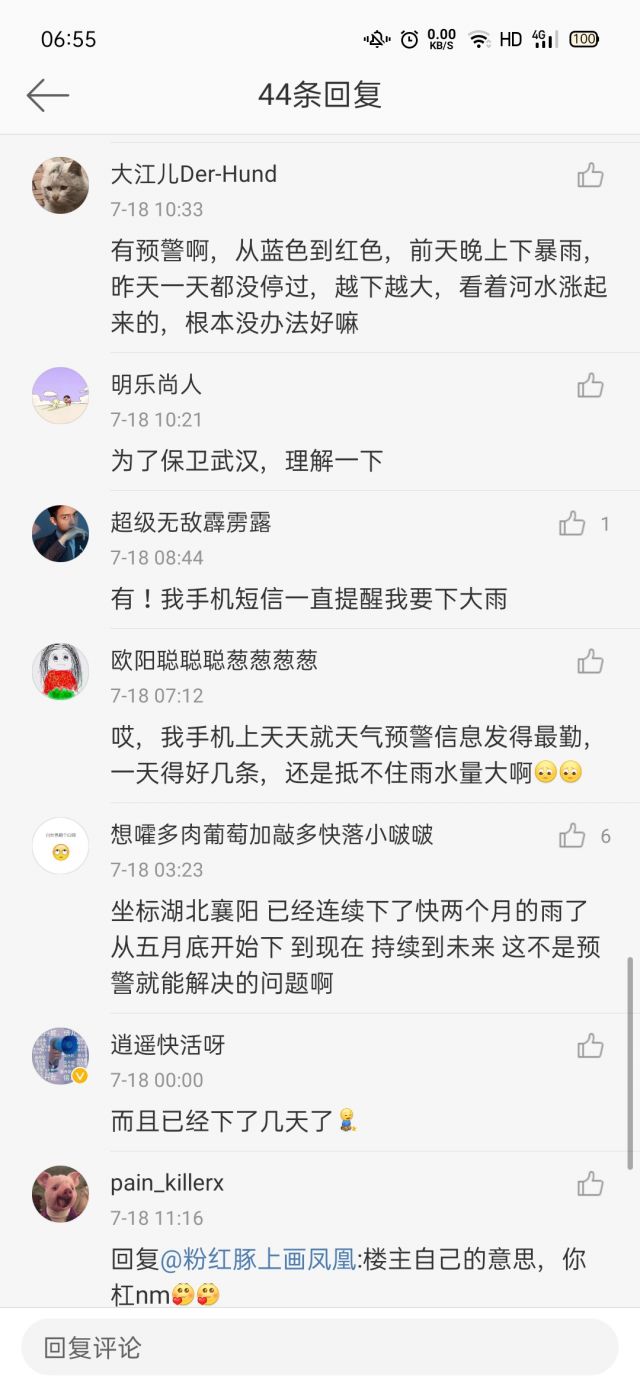 06:55
0.00
KB/S
HD
4G
100
44条回复
大江儿Der-Hund
7-18 10:33
有预警啊，从蓝色到红色，前天晚上下暴雨，
昨天一天都没停过，越下越大，看着河水涨起
来的，根本没办法好嘛
明乐尚人
7-18 10:21
为了保卫武汉，理解一下
超级无敌霹雳露
1
7-18 08:44
有！我手机短信一直提醒我要下大雨
欧阳聪聪聪葱葱葱葱
7-18 07:12
哎，我手机上天天就天气预警信息发得最勤，
一天得好几条，还是抵不住雨水量大啊
想嚯多肉葡萄加敲多快落小啵啵
6
7-18 03:23
坐标湖北襄阳 已经连续下了快两个月的雨了
从五月底开始下 到现在 持续到未来 这不是预
警就能解决的问题啊
逍遥快活呀
7-18 00:00
而且已经下了几天了
pain_killerx
7-18 11:16
回复@粉红豚上画凤凰:楼主自己的意思，你
杠nm
回复评论